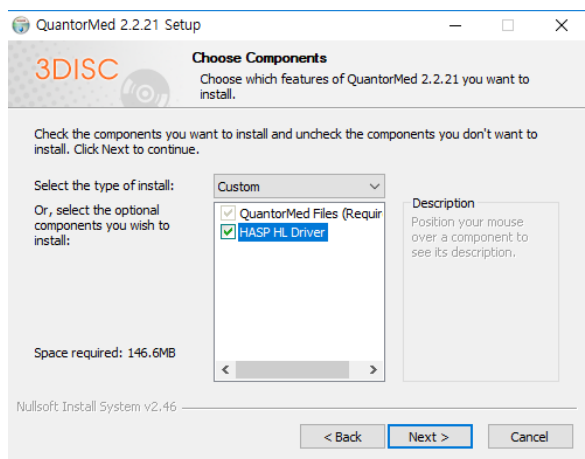 QuantorMed 2.2.21 Setup
3DISC
Choose Components
Choose which features of QuantorMed 2.2.21 you want to
install.
Check the components you want to install and uncheck the components you don't want to
install. Click Next to continue.
Select the type of install:
Custom
Or, select the optional
components you wish to
install:
QuantorMed Files (Requir
HASP HL Driver
Description
Position your mouse
over a component to
see its description.
Space required: 146.6MB
Nullsoft Install System v2.46
< Back
Next >
Cancel